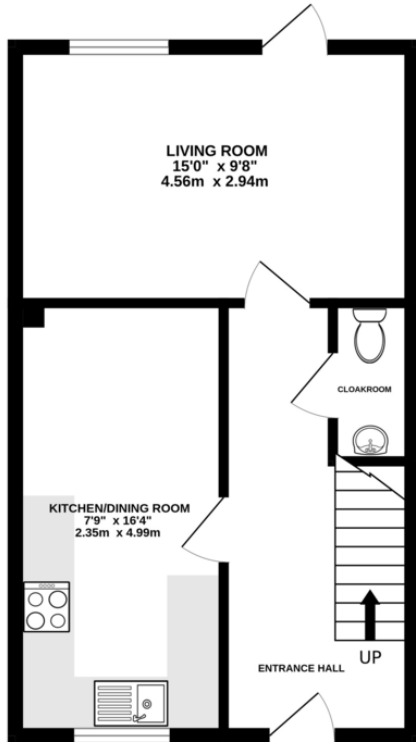 LIVING ROOM
15'0" x 9'8"
4.56m x 2.94m
CLOAKROOM
KITCHEN/DINING ROOM
7'9" x 16'4"
2.35m x 4.99m
UP
ENTRANCE HALL